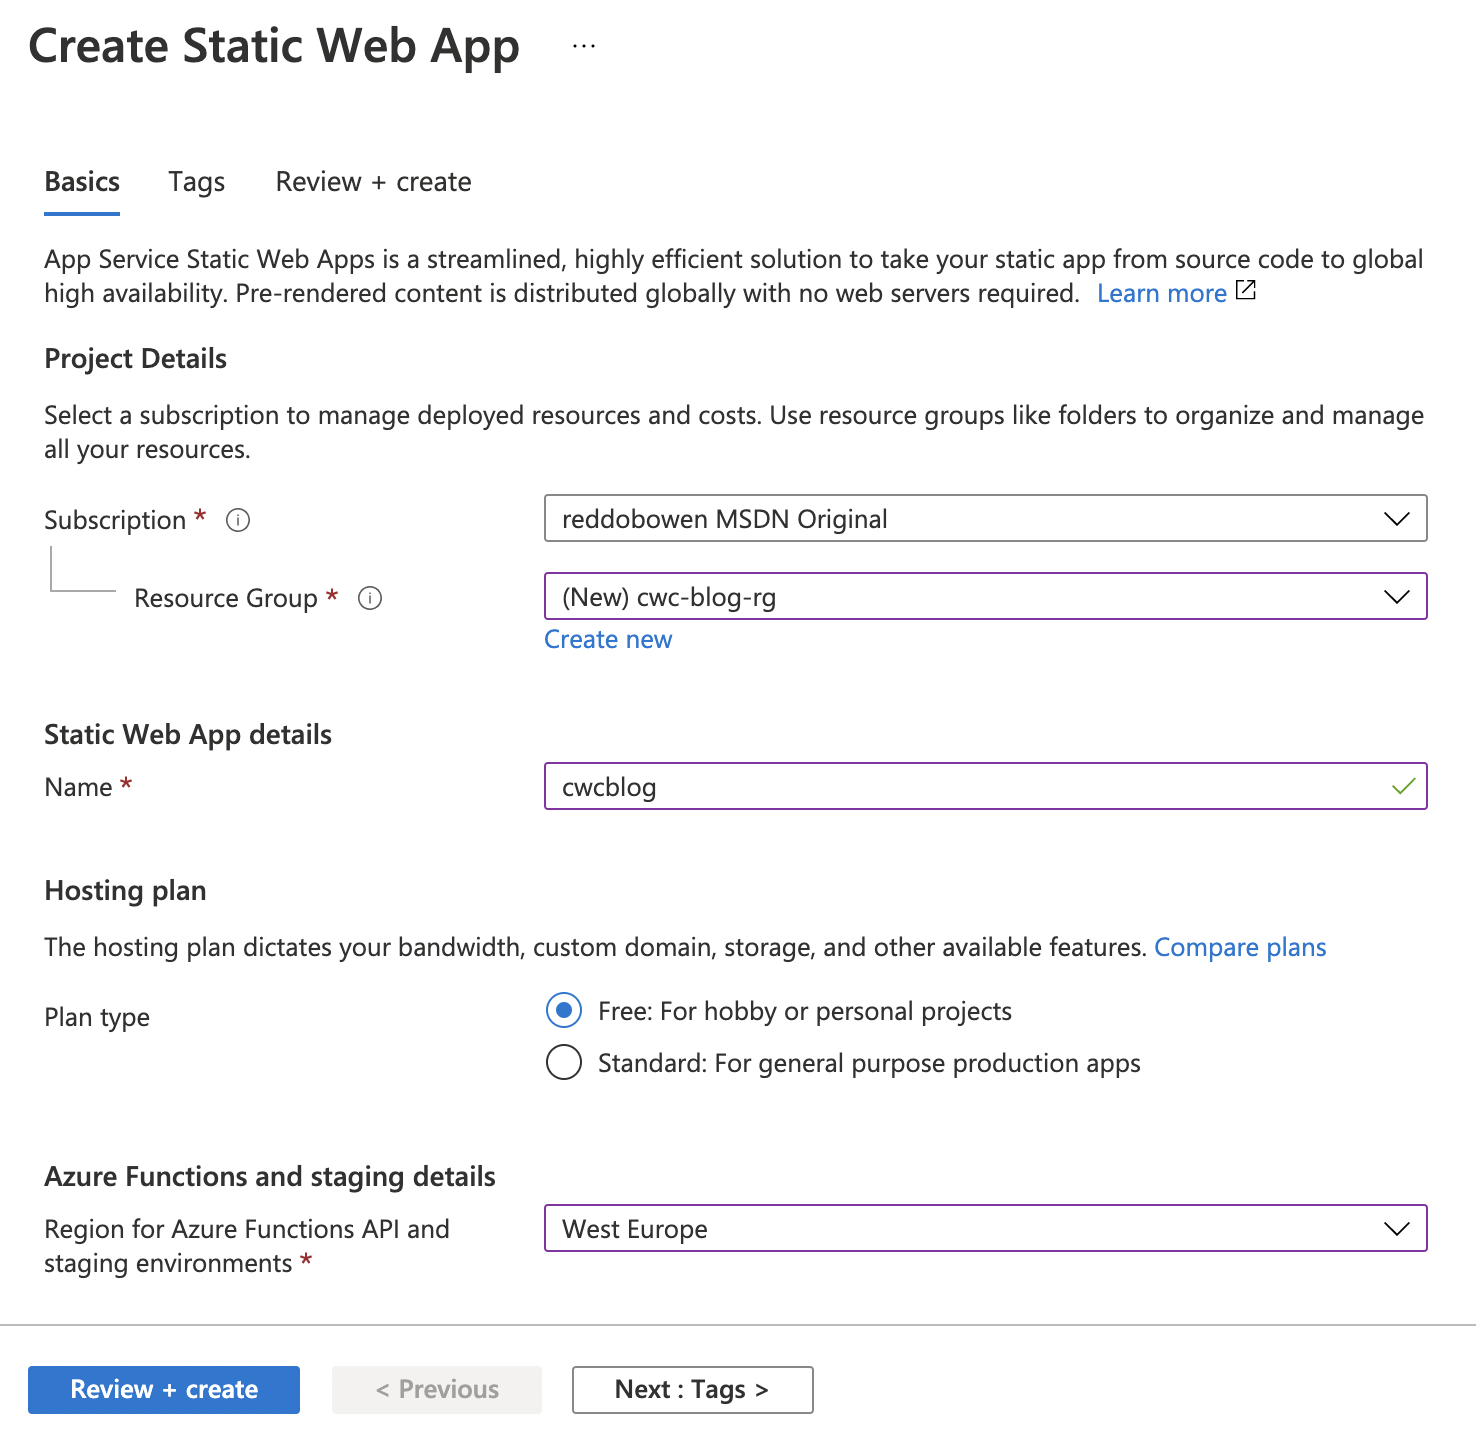 Create Static Web App ...
Basics Tags Review + create
App Service Static Web Apps is a streamlined, highly efficient solution to take your static app from source code to global
high availability. Pre-rendered content is distributed globally with no web servers required. Learn more
Project Details
Select a subscription to manage deployed resources and costs. Use resource groups like folders to organize and manage
all your resources.
Subscription * reddobowen MSDN Original
Resource Group * (New) cwc-blog-rg
Create new
Static Web App details
Name * cwcblog
Hosting plan
The hosting plan dictates your bandwidth, custom domain, storage, and other available features. Compare plans
Plan type
Free: For hobby or personal projects
Standard: For general purpose production apps
Azure Functions and staging details
Region for Azure Functions API and
staging environments *
West Europe
Review + create < Previous Next : Tags >